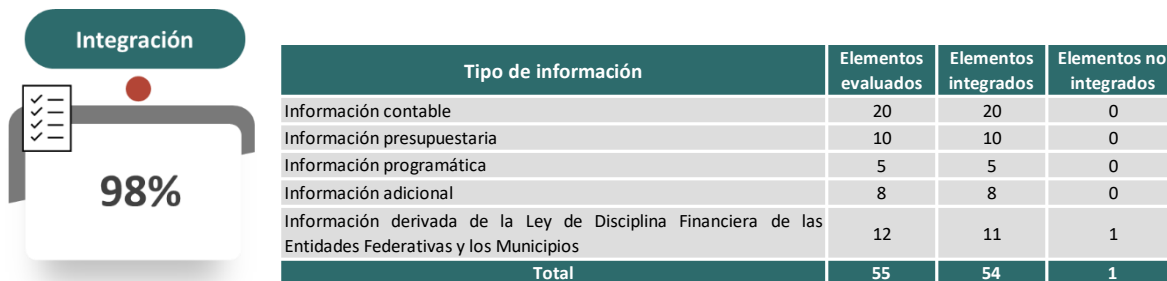 Integración
98%
Tipo de información Elementos evaluados Elementos integrados Elementos no integrados
Información contable 20 20 0
Información presupuestaria 10 10 0
Información programática 5 5 0
Información adicional 8 8 0
Información derivada de la Ley de Disciplina Financiera de las
Entidades Federativas y los Municipios 12 11 1
Total 55 54 1